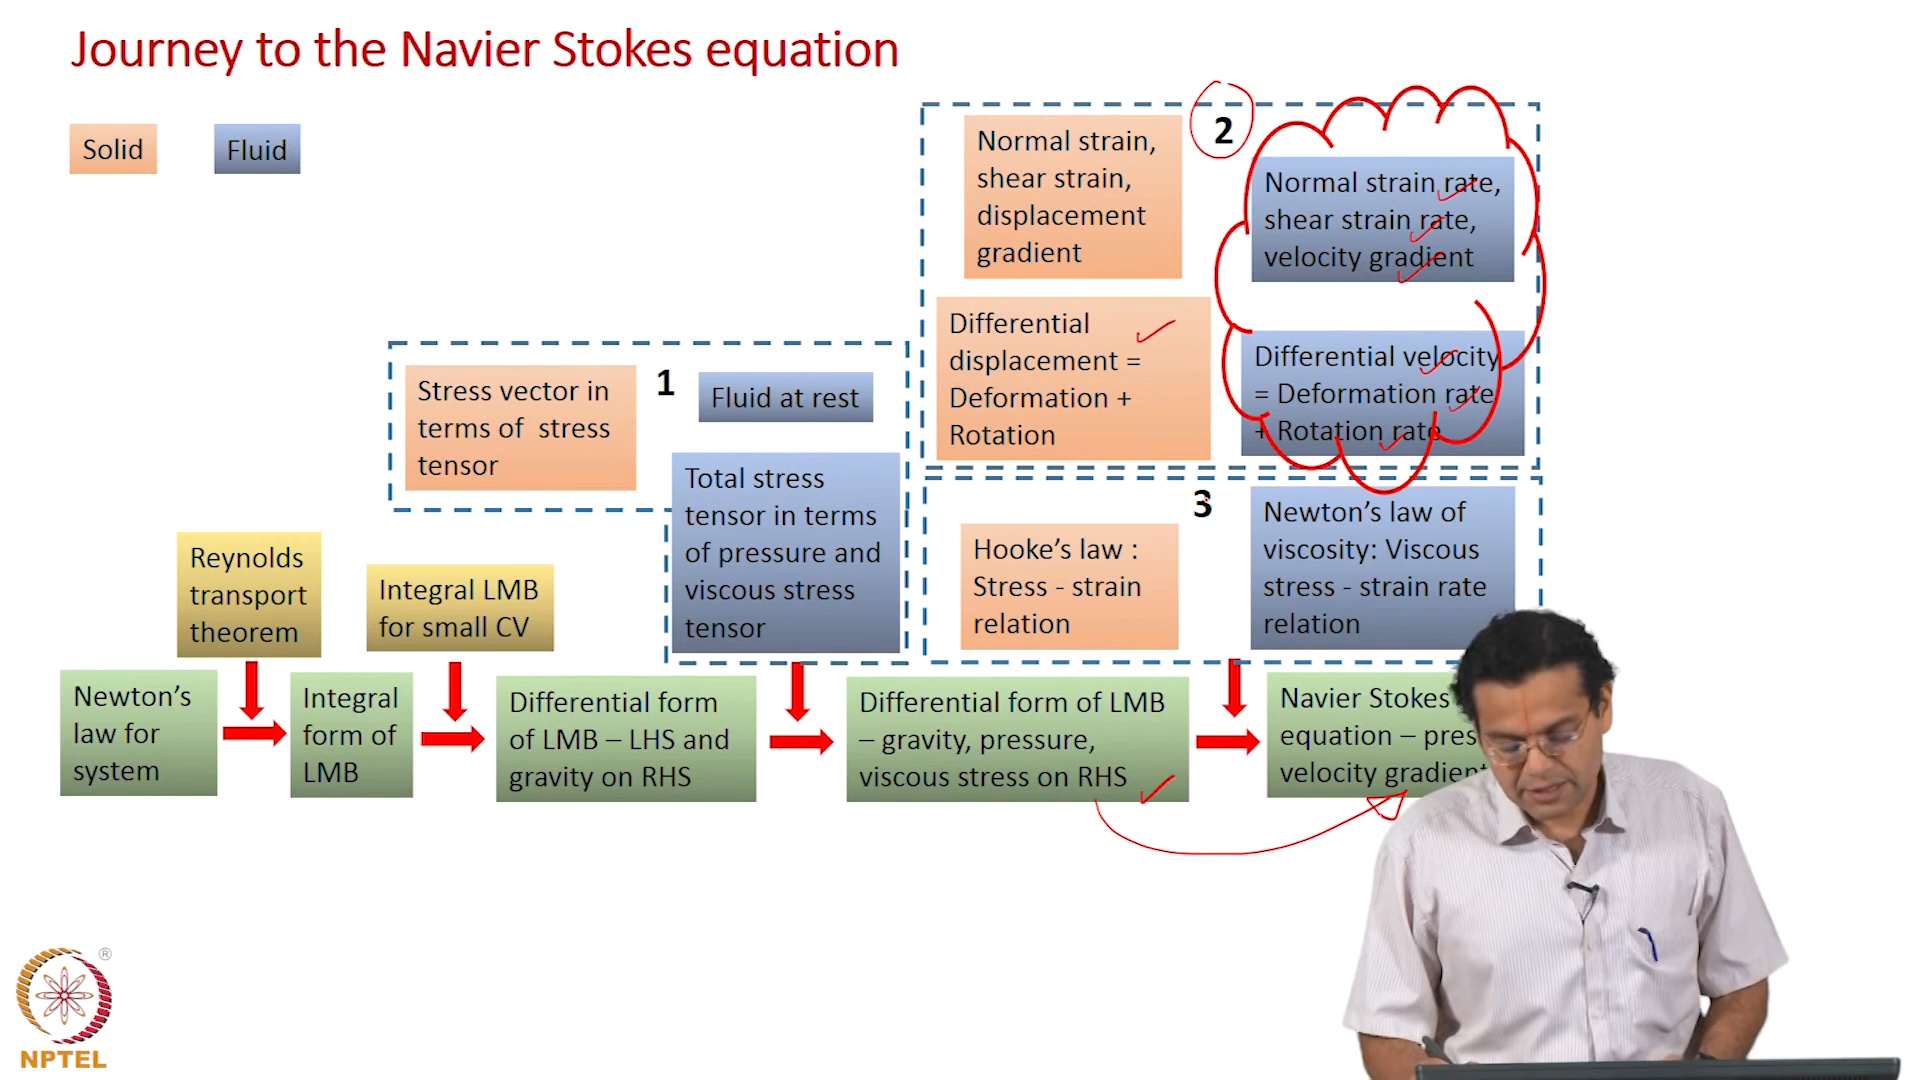 Journey to the Navier Stokes equation
Solid
Fluid
2
Normal strain,
shear strain,
displacement
gradient
Normal strain rate,
shear strain rate,
velocity gradient
Differential
displacement =
Deformation +
Rotation
Differential velocity
= Deformation rate
+ Rotation rate
1
Stress vector in
terms of stress
tensor
Fluid at rest
Total stress
tensor in terms
of pressure and
viscous stress
tensor
3
Hooke's law :
Stress - strain
relation
Newton's law of
viscosity: Viscous
stress - strain rate
relation
Reynolds
transport
theorem
Integral LMB
for small CV
Newton's
law for
system
Integral
form of
LMB
Differential form
of LMB – LHS and
gravity on RHS
Differential form of LMB
– gravity, pressure,
viscous stress on RHS
Navier Stokes
equation –
velocity
®
NPTEL